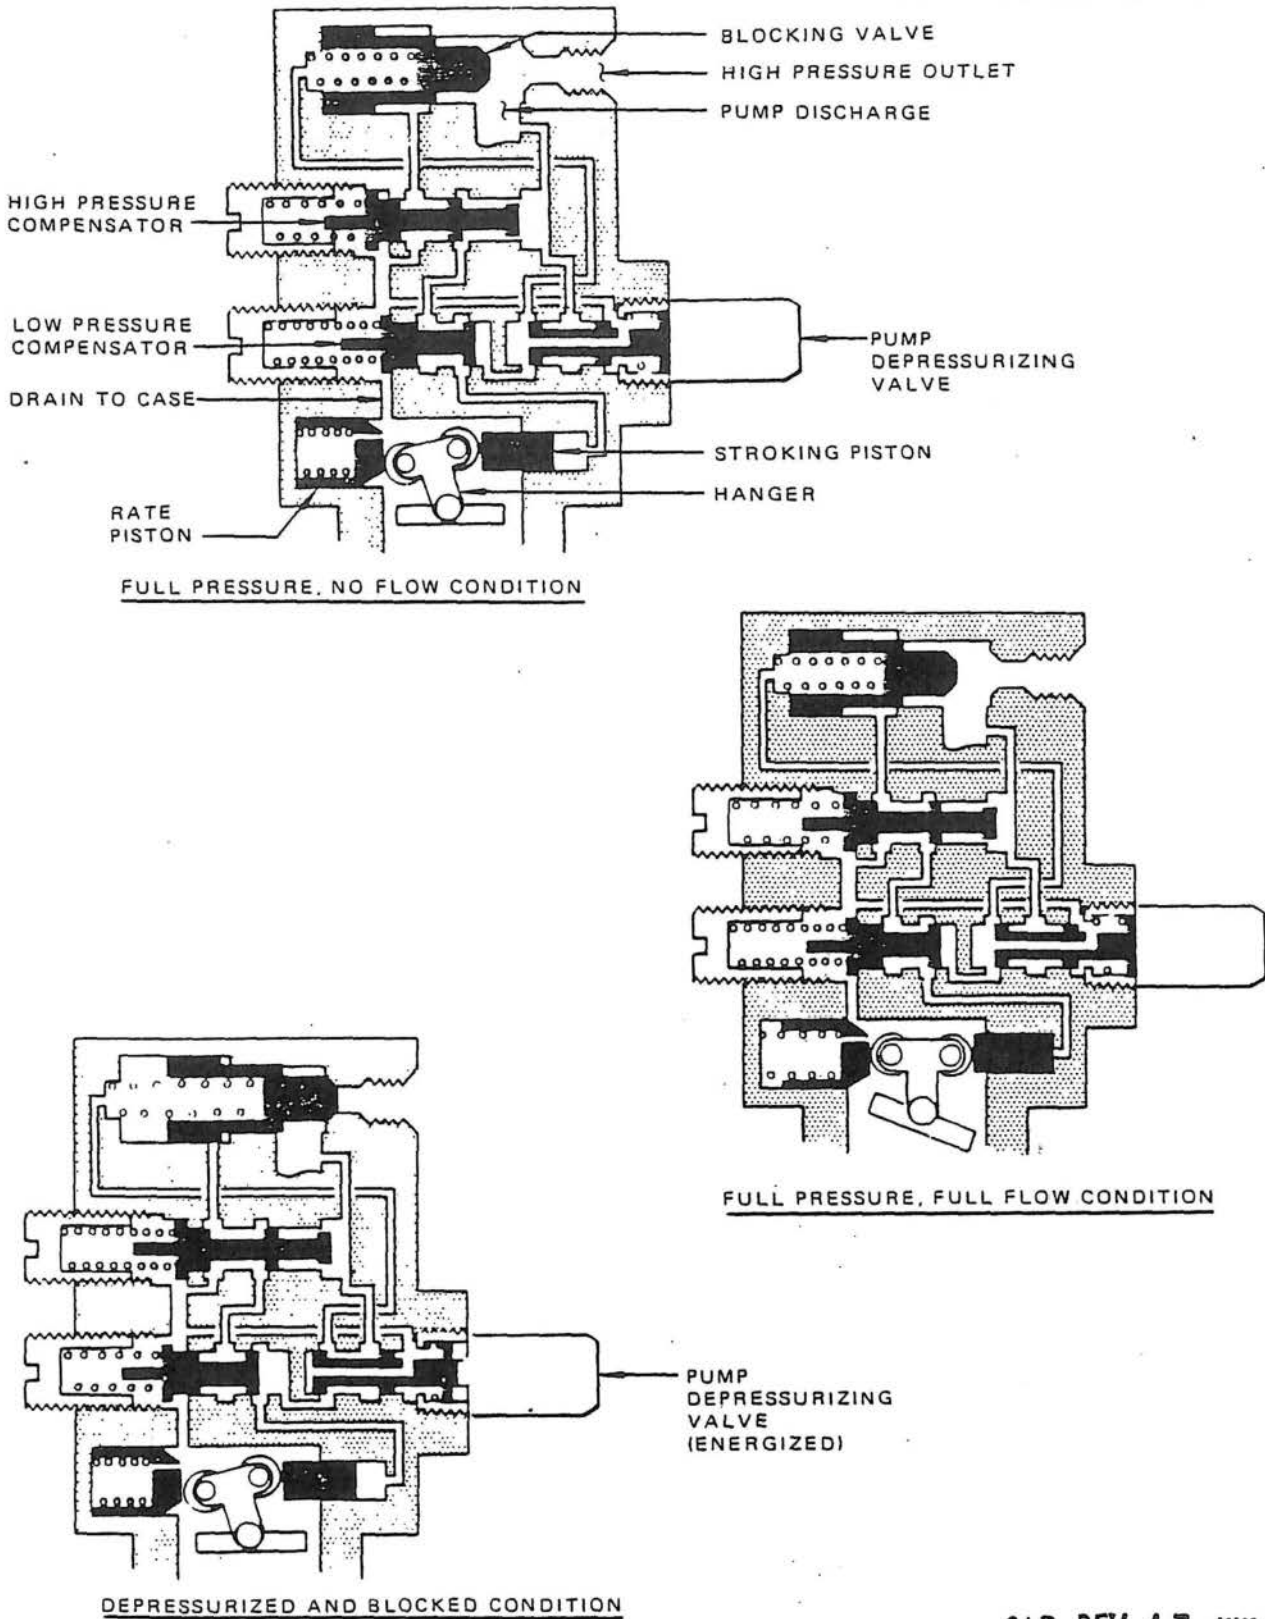 BLOCKING VALVE
HIGH PRESSURE OUTLET
PUMP DISCHARGE
HIGH PRESSURE
COMPENSATOR
LOW PRESSURE
COMPENSATOR
PUMP
DEPRESSURIZING
VALVE
DRAIN TO CASE
STROKING PISTON
HANGER
RATE
PISTON
FULL PRESSURE, NO FLOW CONDITION
FULL PRESSURE, FULL FLOW CONDITION
PUMP
DEPRESSURIZING
VALVE
(ENERGIZED)
DEPRESSURIZED AND BLOCKED CONDITION